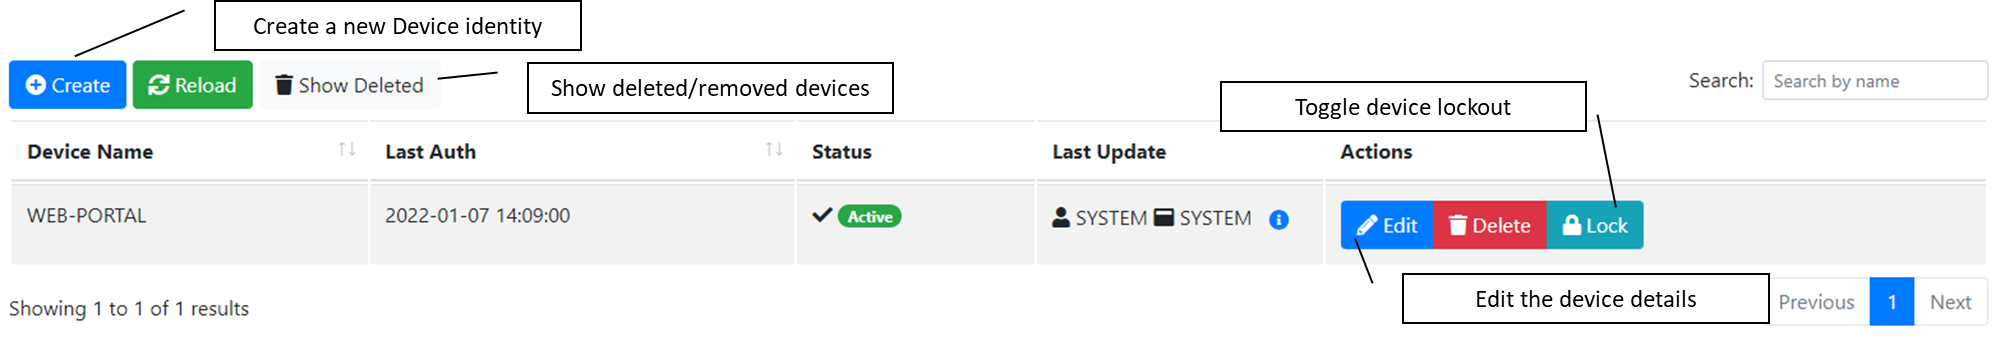 Create a new Device identity
Create
Reload
Show Deleted
Show deleted/removed devices
Search:
Search by name
Toggle device lockout
Device Name
Last Auth
Status
Last Update
Actions
WEB-PORTAL
2022-01-07 14:09:00
Active
SYSTEM
SYSTEM
Edit
Delete
Lock
Edit the device details
Showing 1 to 1 of 1 results
Previous
1
Next